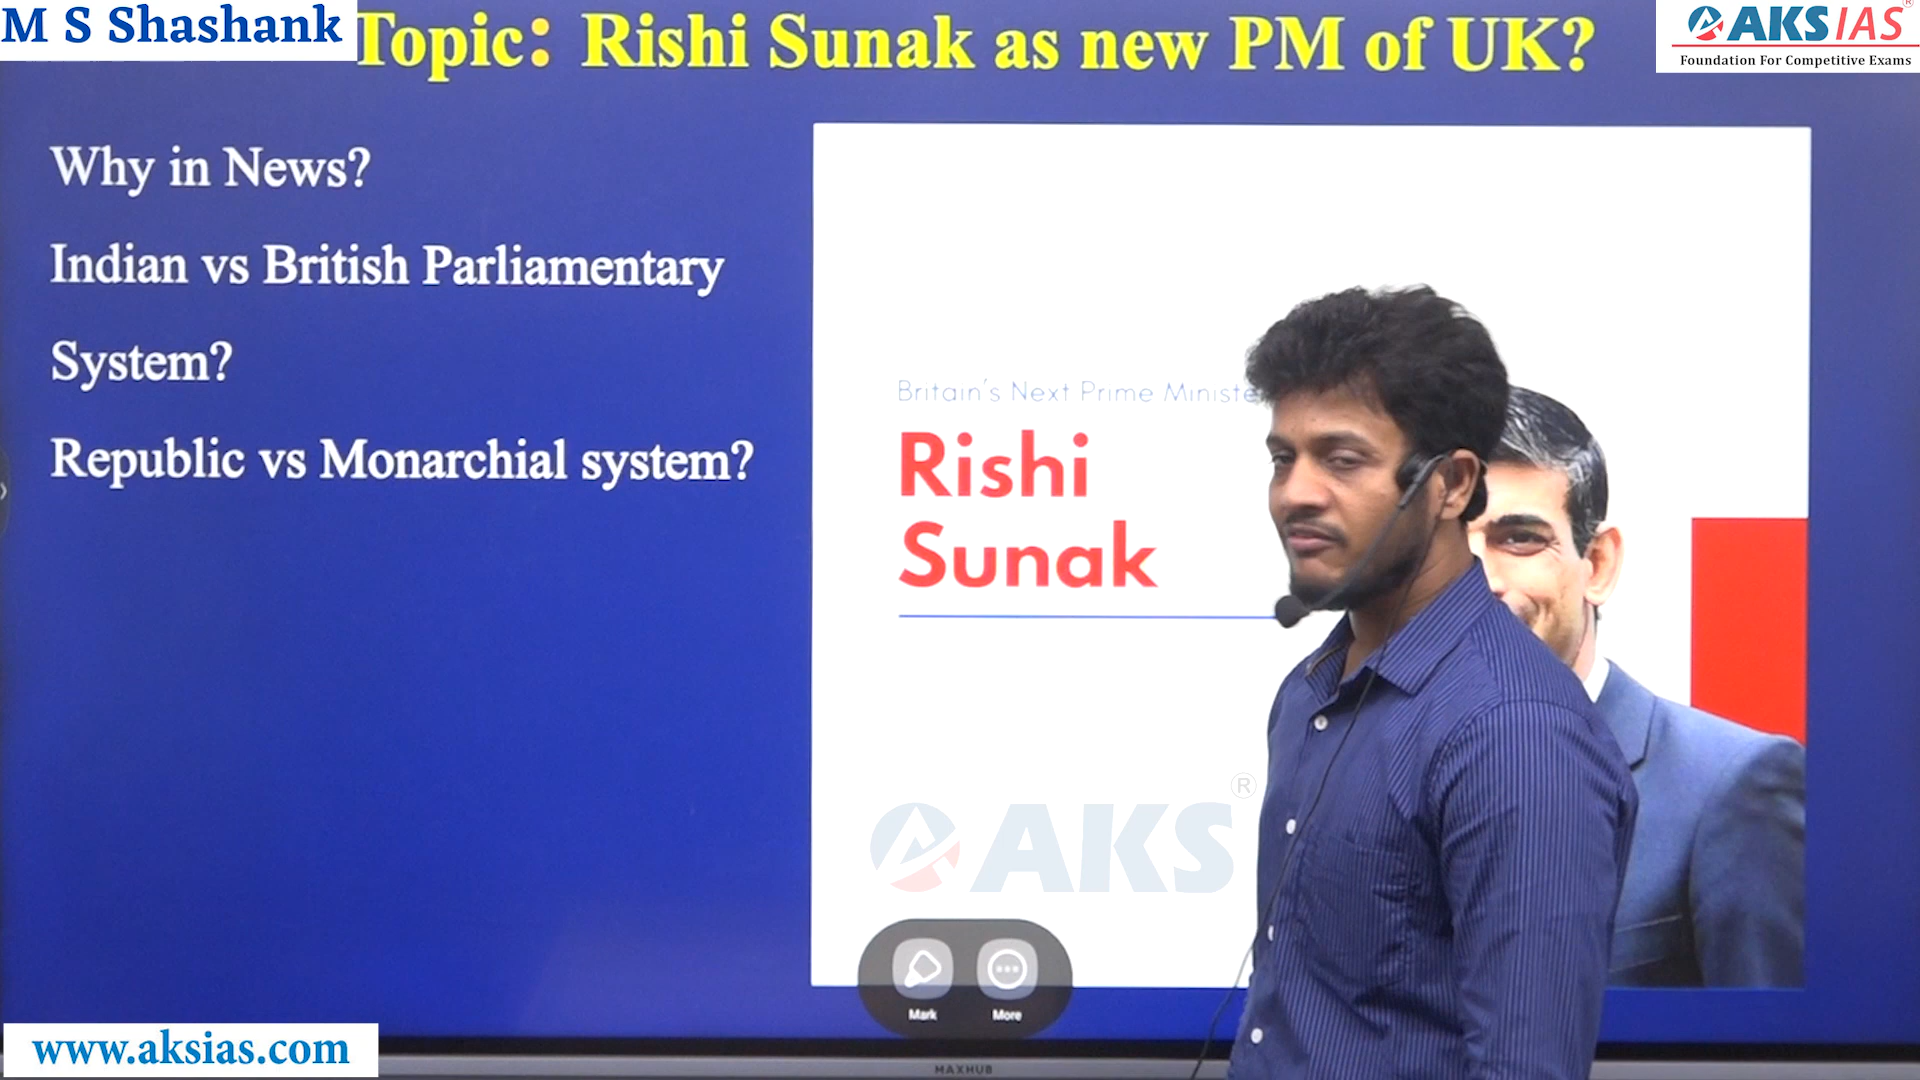 M S Shashank
Topic: Rishi Sunak as new PM of UK?
AKS IAS®
Foundation For Competitive Exams
Why in News?
Indian vs British Parliamentary
System?
Republic vs Monarchial system?
Britain's Next Prime Ministe
Rishi
Sunak
AKS®
Mark
More
www.aksias.com
MAXHUB